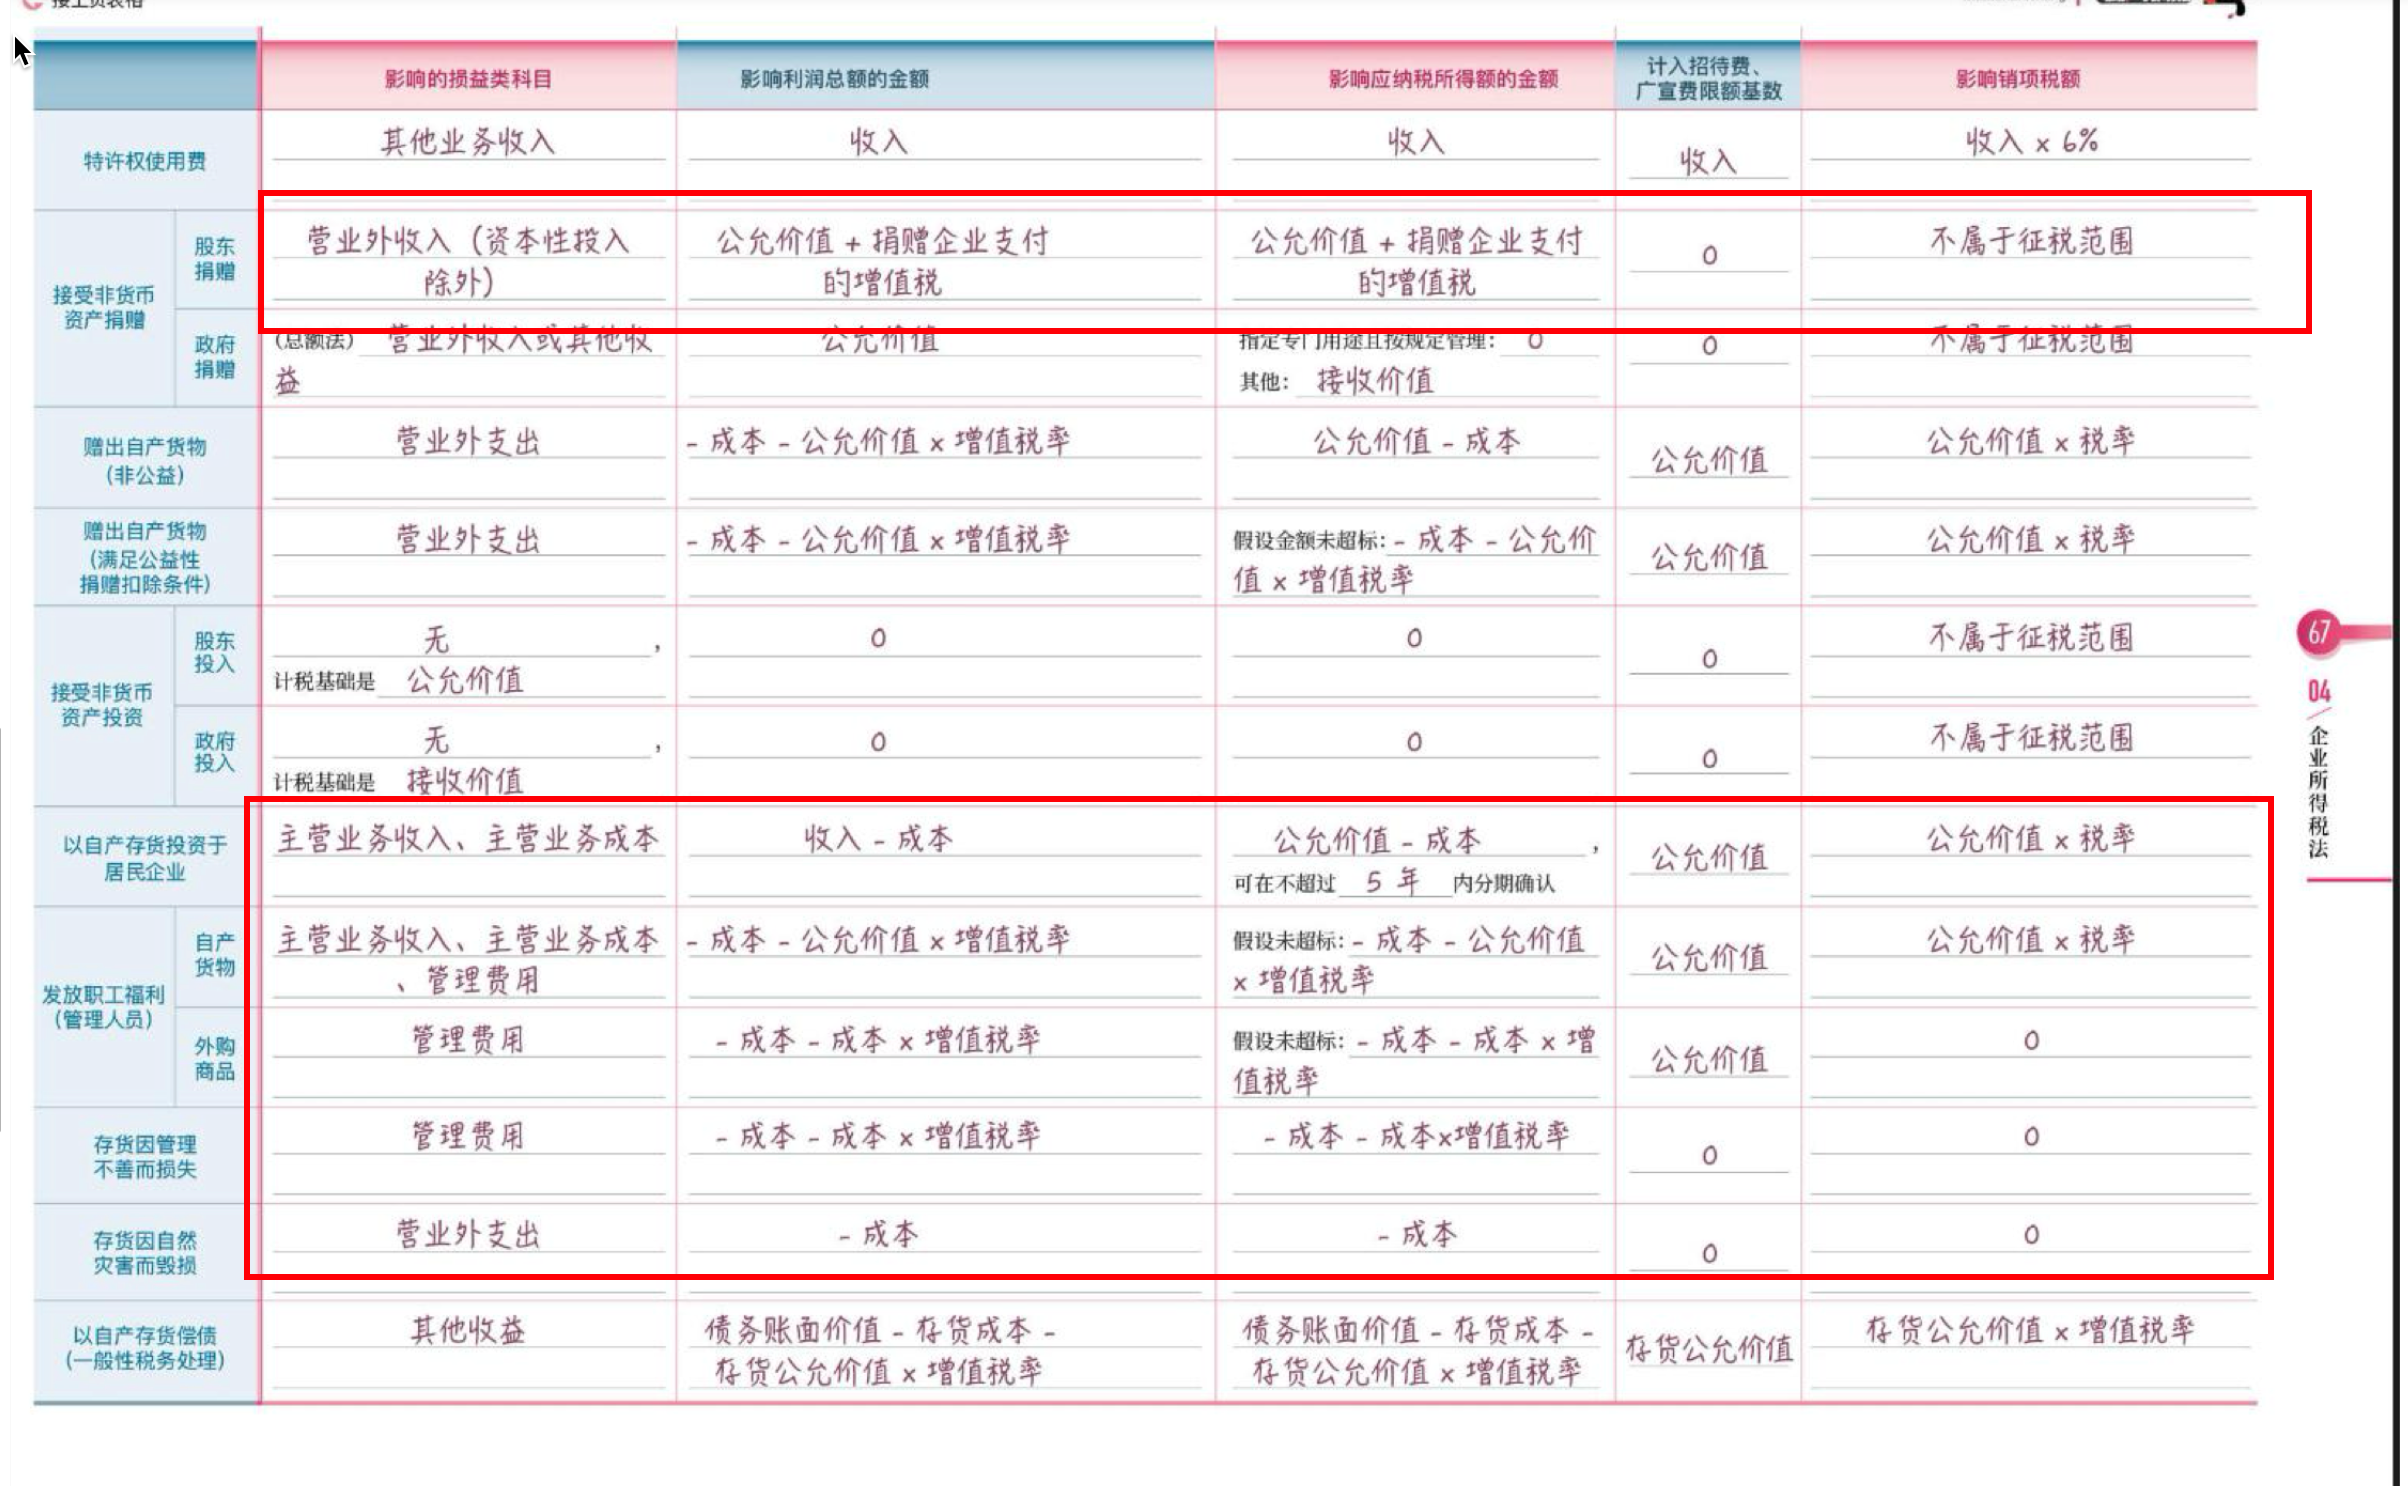 接上页表格
影响的损益类科目 影响利润总额的金额 影响应纳税所得额的金额 计入招待费、广宣费限额基数 影响销项税额
特许权使用费 其他业务收入 收入 收入 收入 收入 x 6%
接受非货币资产捐赠
股东捐赠 营业外收入（资本性投入除外） 公允价值 + 捐赠企业支付的增值税 公允价值 + 捐赠企业支付的增值税 0 不属于征税范围
政府捐赠 (总额法) 营业外收入或其他收益 公允价值 指定专门用途且按规定管理: 0 其他: 接收价值 0 不属于征税范围
赠出自产货物(非公益) 营业外支出 - 成本 - 公允价值 x 增值税率 公允价值 - 成本 公允价值 公允价值 x 税率
赠出自产货物(满足公益性捐赠扣除条件) 营业外支出 - 成本 - 公允价值 x 增值税率 假设金额未超标: - 成本 - 公允价值 x 增值税率 公允价值 公允价值 x 税率
接受非货币资产投资
股东投入 无 , 计税基础是 公允价值 0 0 0 不属于征税范围
政府投入 无 , 计税基础是 接收价值 0 0 0 不属于征税范围
以自产存货投资于居民企业 主营业务收入、主营业务成本 收入 - 成本 公允价值 - 成本 , 可在不超过 5 年 内分期确认 公允价值 公允价值 x 税率
发放职工福利(管理人员)
自产货物 主营业务收入、主营业务成本、管理费用 - 成本 - 公允价值 x 增值税率 假设未超标: - 成本 - 公允价值 x 增值税率 公允价值 公允价值 x 税率
外购商品 管理费用 - 成本 - 成本 x 增值税率 假设未超标: - 成本 - 成本 x 增值税率 公允价值 0
存货因管理不善而损失 管理费用 - 成本 - 成本 x 增值税率 - 成本 - 成本x增值税率 0 0
存货因自然灾害而毁损 营业外支出 - 成本 - 成本 0 0
以自产存货偿债(一般性税务处理) 其他收益 债务账面价值 - 存货成本 - 存货公允价值 x 增值税率 债务账面价值 - 存货成本 - 存货公允价值 x 增值税率 存货公允价值 存货公允价值 x 增值税率
67
04
企业所得税法